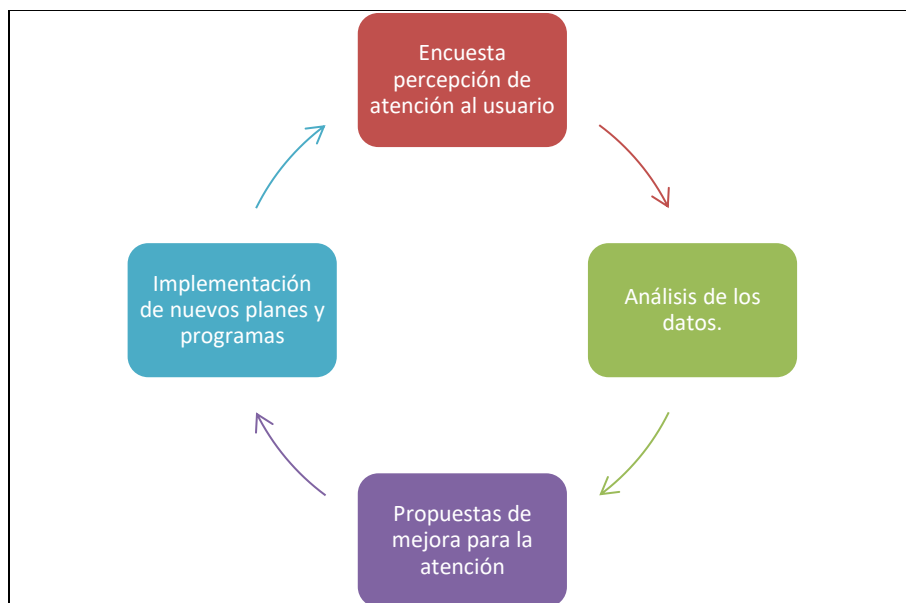 Encuesta
percepción de
atención al usuario
Análisis de los
datos.
Propuestas de
mejora para la
atención
Implementación
de nuevos planes y
programas